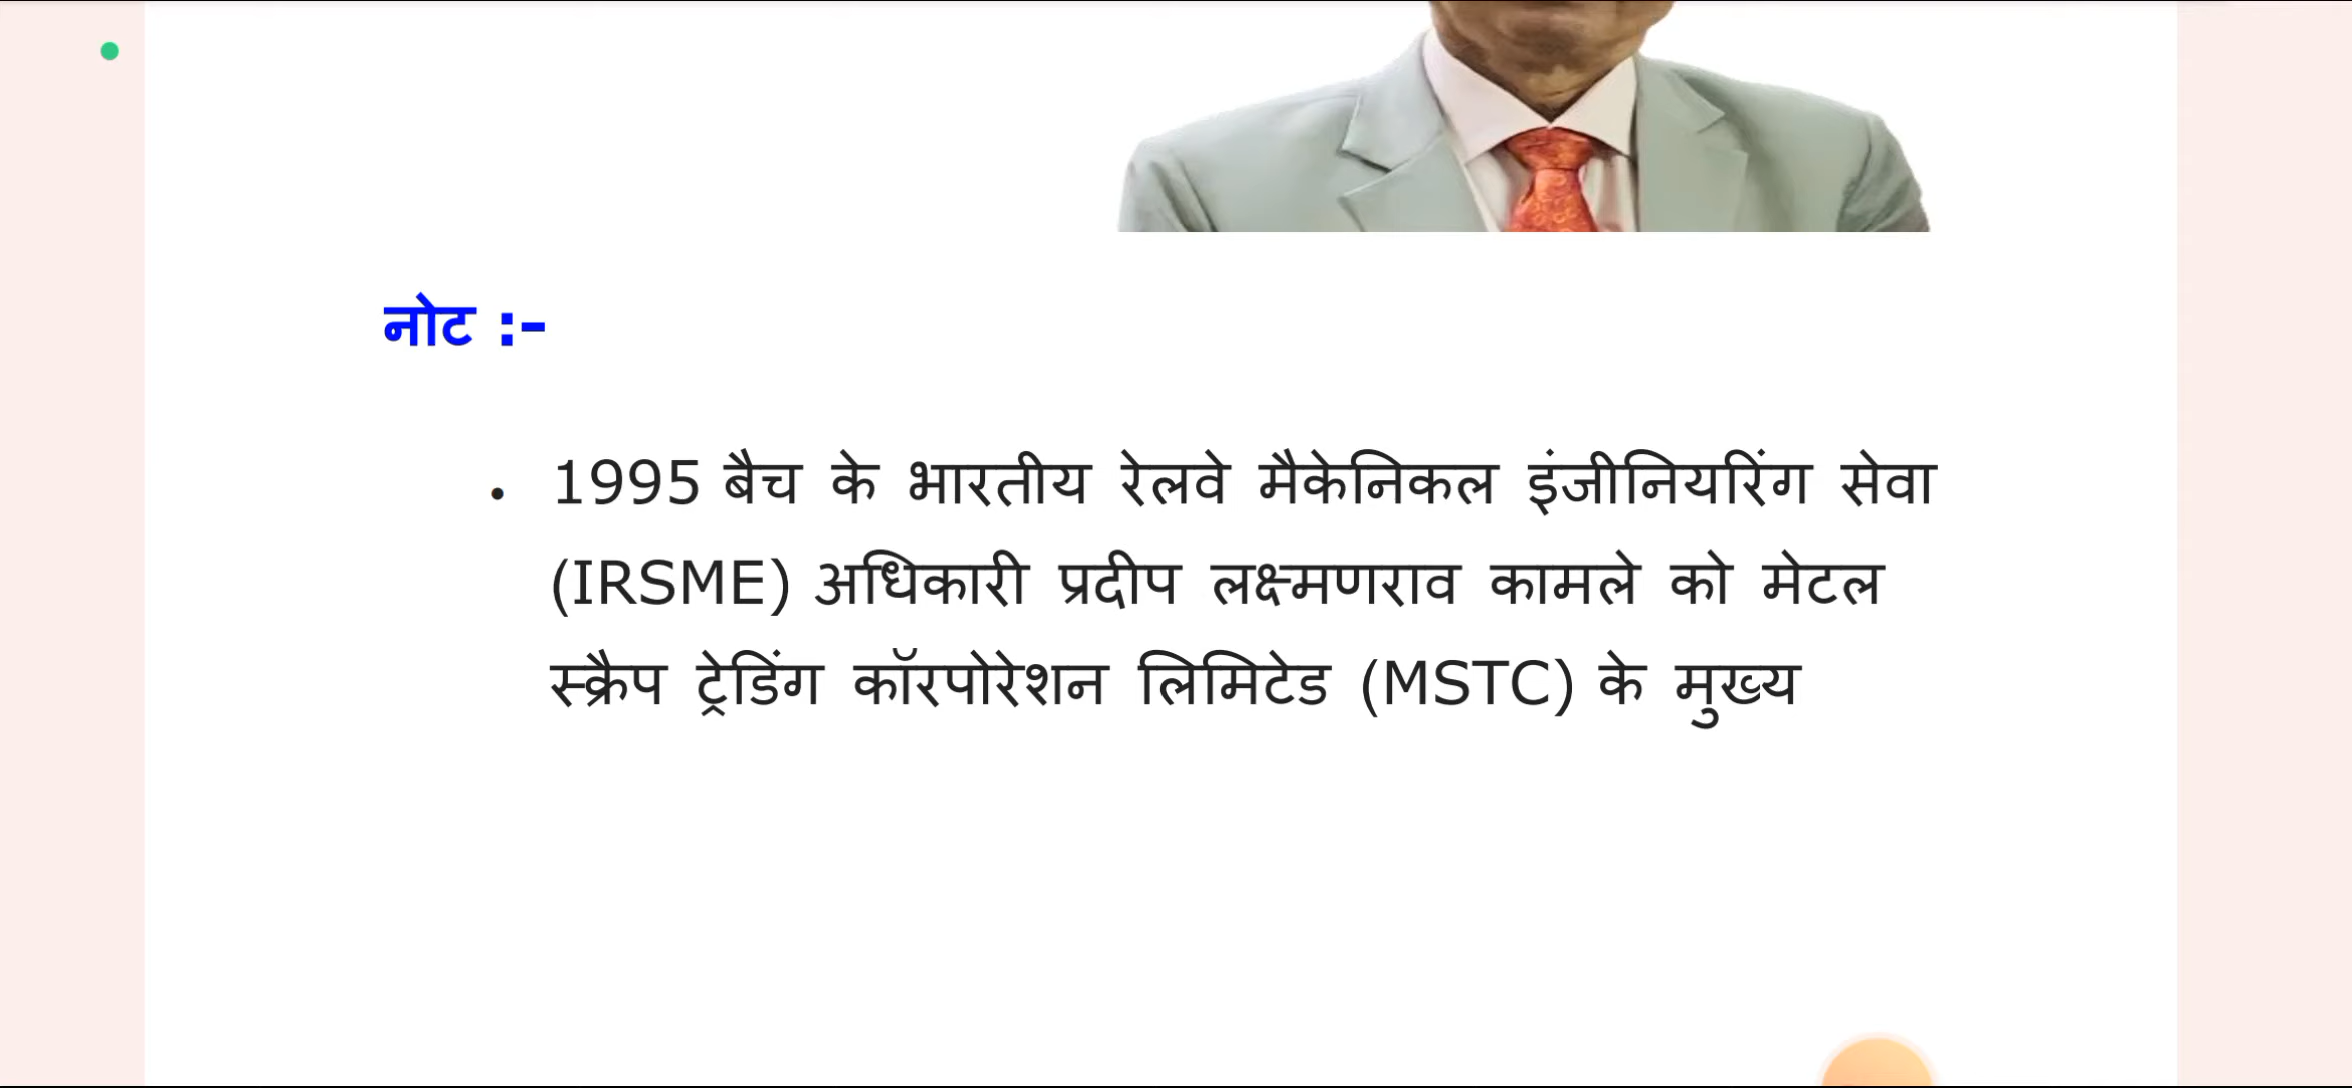 नोट :-
• 1995 बैच के भारतीय रेलवे मैकेनिकल इंजीनियरिंग सेवा
(IRSME) अधिकारी प्रदीप लक्ष्मणराव कामले को मेटल
स्क्रैप ट्रेडिंग कॉरपोरेशन लिमिटेड (MSTC) के मुख्य